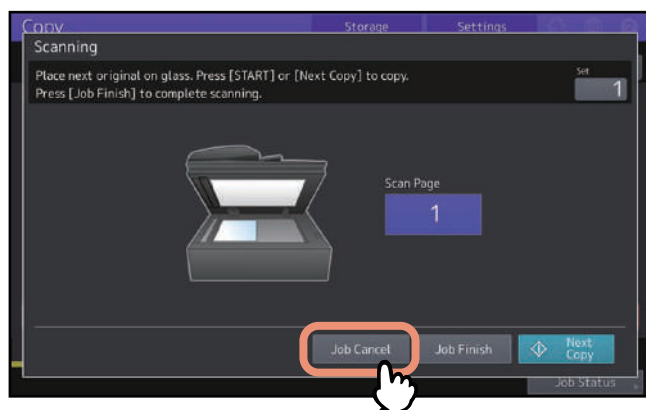 Copy
Storage
Settings
Scanning
Place next original on glass. Press [START] or [Next Copy] to copy.
Press [Job Finish] to complete scanning.
Set
1
Scan Page
1
Job Cancel
Job Finish
Next
Copy
Job Status